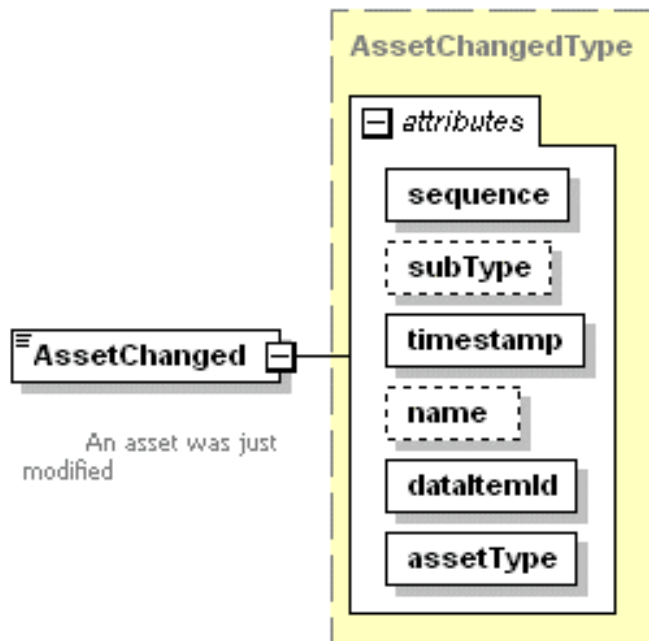 AssetChangedType
attributes
sequence
subType
timestamp
AssetChanged
name
An asset was just
modified
dataItemId
assetType